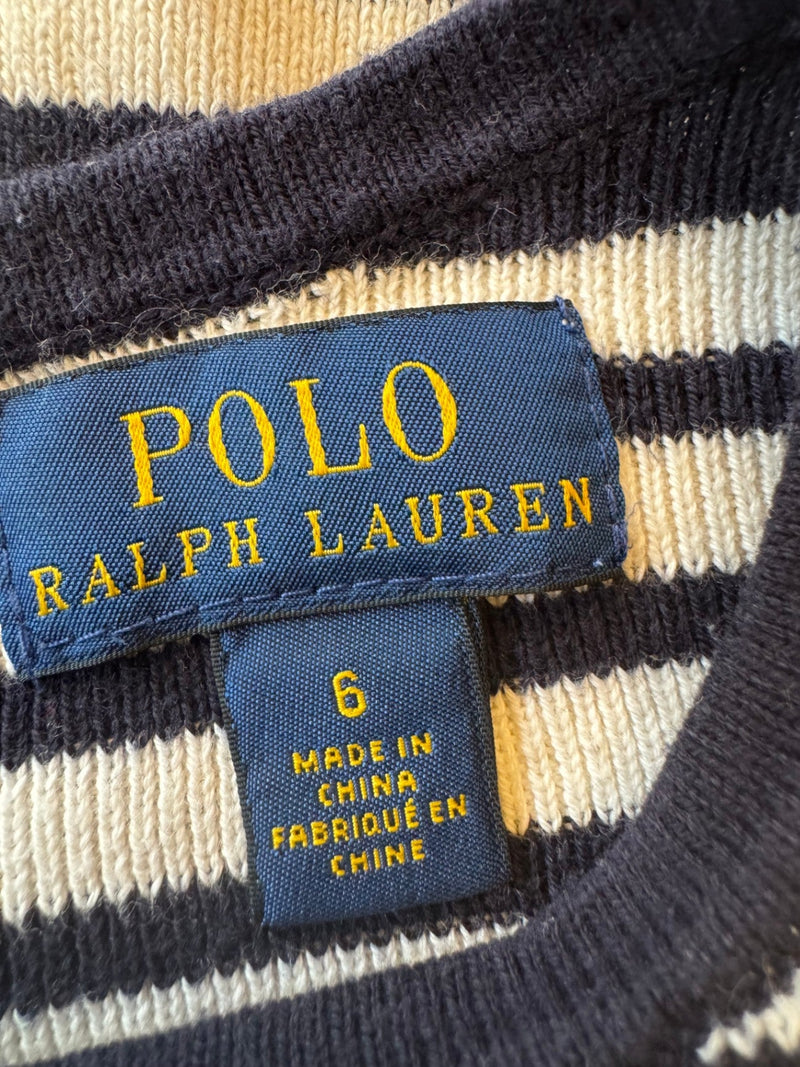 POLO
RALPH LAUREN
6
MADE IN
CHINA
FABRIQUÉ EN
CHINE